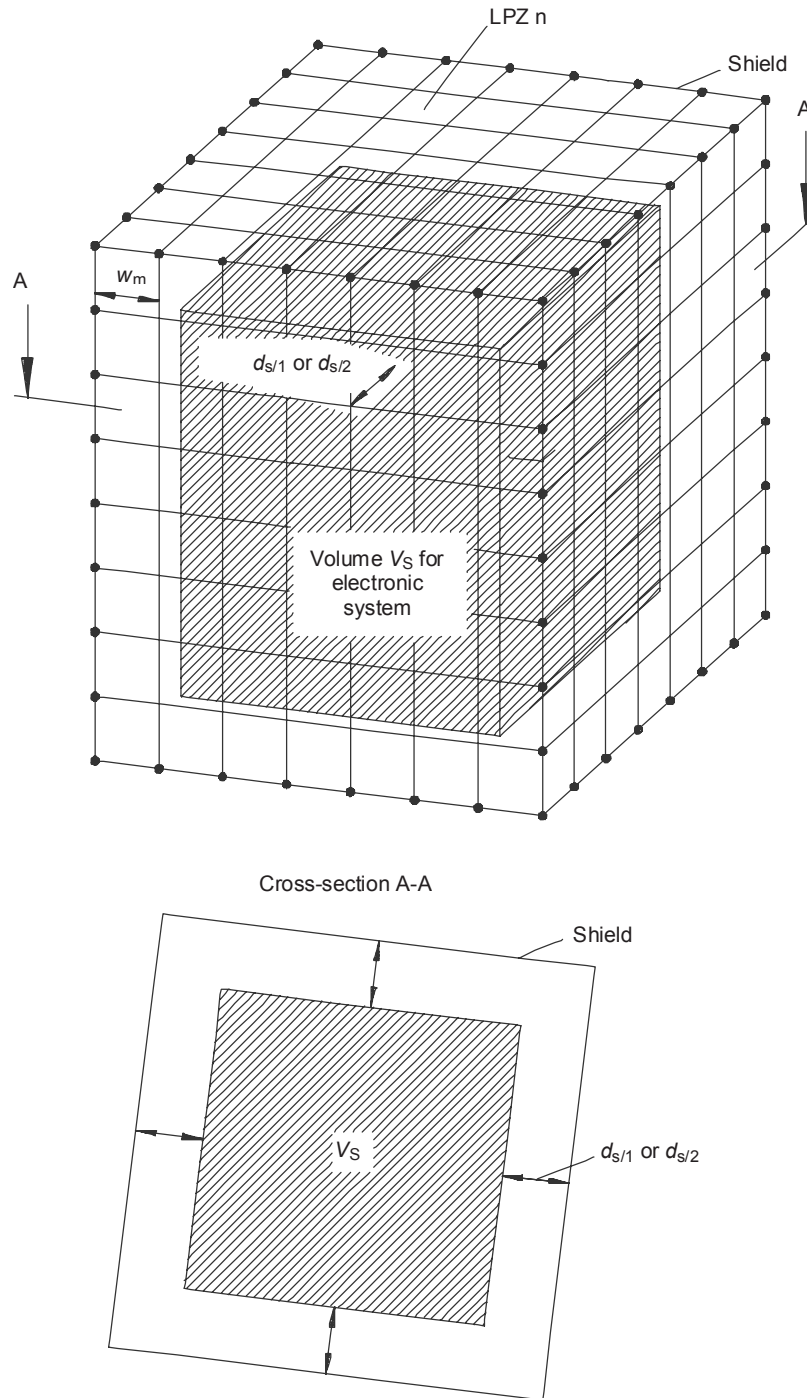 LPZ n
Shield
A
A
wm
ds/1 or ds/2
Volume VS for
electronic
system
Cross-section A-A
Shield
VS
ds/1 or ds/2